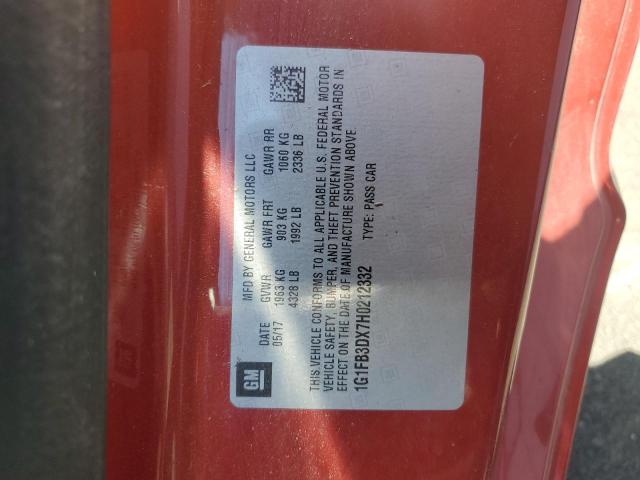 GM
MFD BY GENERAL MOTORS LLC
DATE GVWR GAWR FRT GAWR RR
05/17 1963 KG 903 KG 1060 KG
4328 LB 1992 LB 2336 LB
THIS VEHICLE CONFORMS TO ALL APPLICABLE U.S. FEDERAL MOTOR
VEHICLE SAFETY, BUMPER, AND THEFT PREVENTION STANDARDS IN
EFFECT ON THE DATE OF MANUFACTURE SHOWN ABOVE.
1G1FB3DX7H0212332 TYPE: PASS CAR